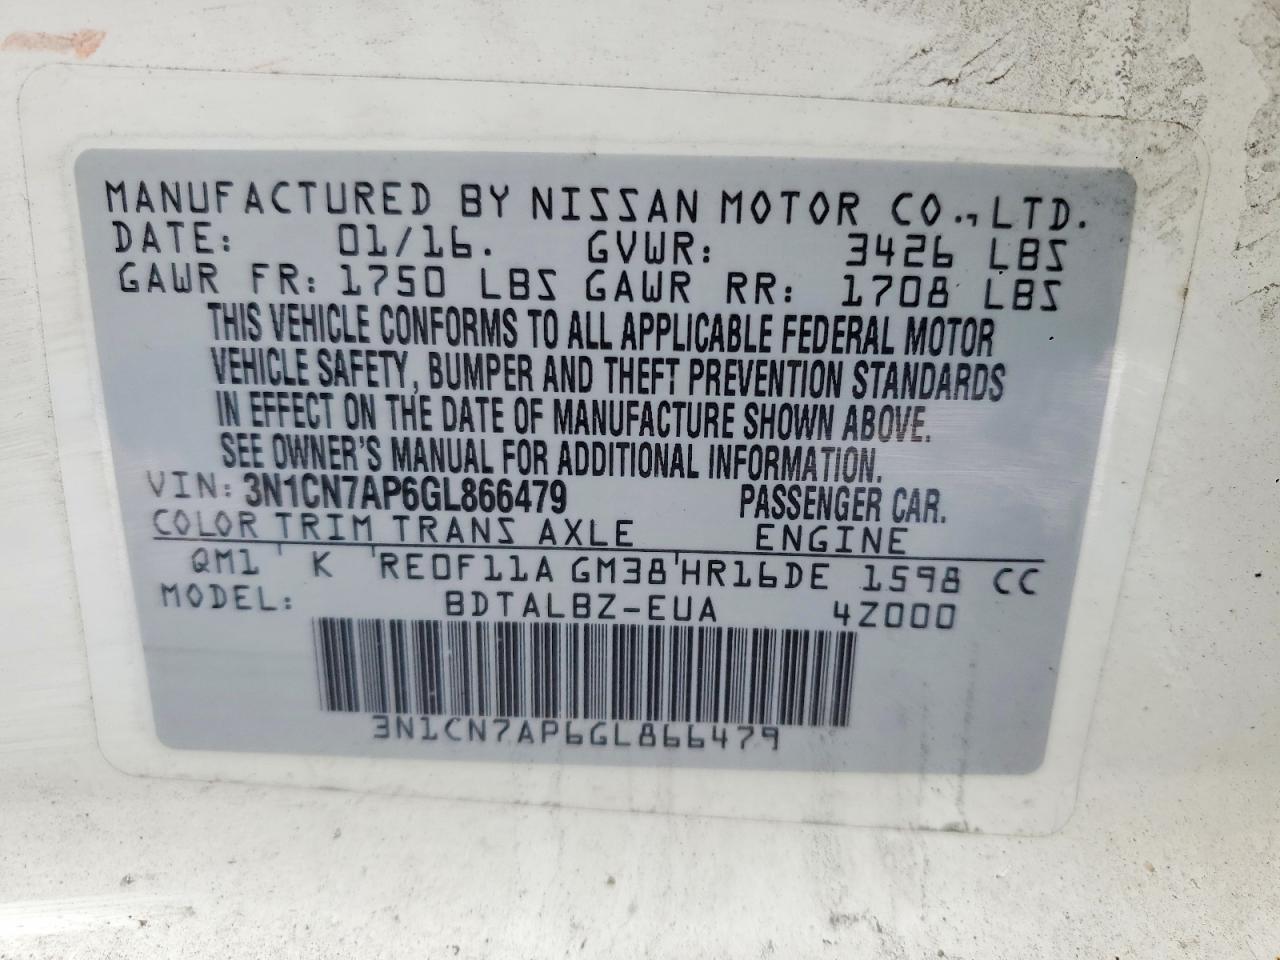 MANUFACTURED BY NISSAN MOTOR CO., LTD.
DATE: 01/16. GVWR: 3426 LBS
GAWR FR: 1750 LBS GAWR RR: 1708 LBS
THIS VEHICLE CONFORMS TO ALL APPLICABLE FEDERAL MOTOR
VEHICLE SAFETY, BUMPER AND THEFT PREVENTION STANDARDS
IN EFFECT ON THE DATE OF MANUFACTURE SHOWN ABOVE.
SEE OWNER'S MANUAL FOR ADDITIONAL INFORMATION.
VIN: 3N1CN7AP6GL866479 PASSENGER CAR.
COLOR TRIM TRANS AXLE ENGINE
QM1 K RE0F11A GM38 HR16DE 1598 CC
MODEL: BDTALBZ-EUA 4Z000
3N1CN7AP6GL866479